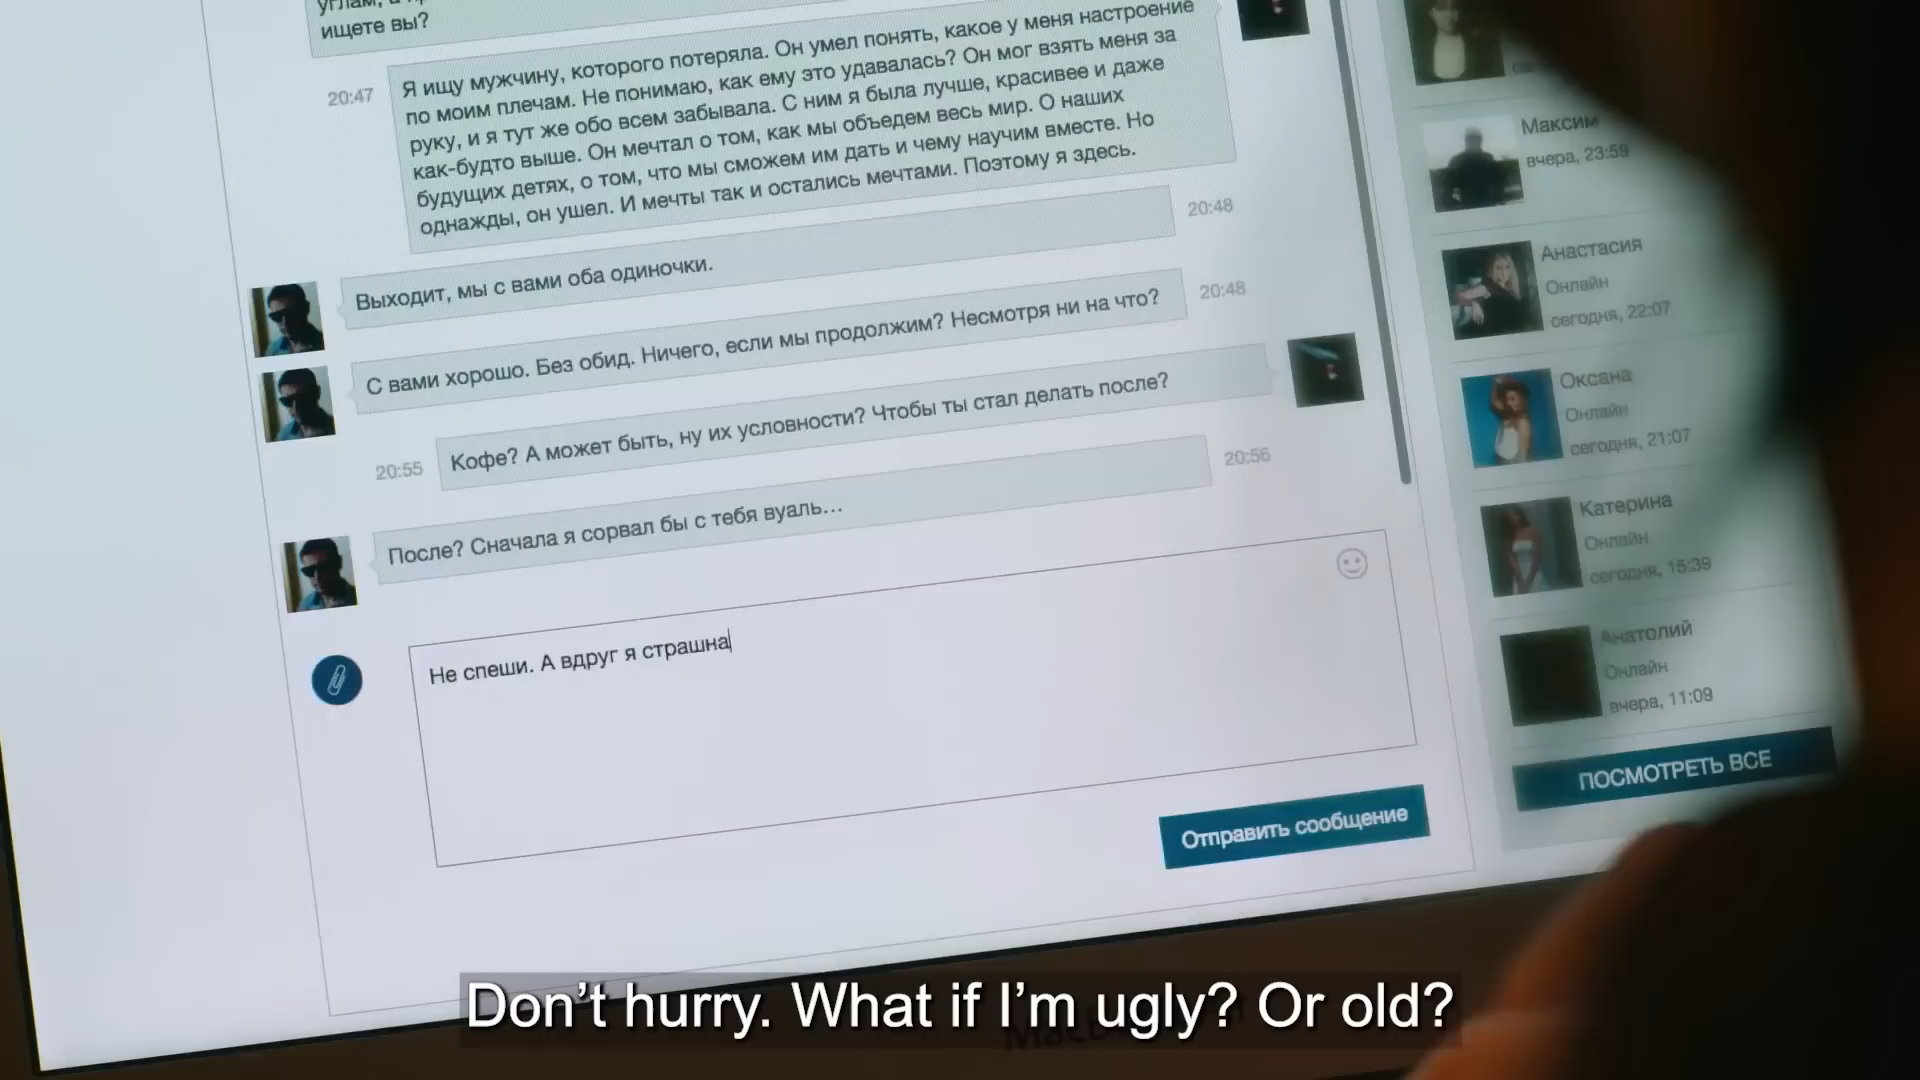 ищете вы?
Я ищу мужчину, которого потеряла. Он умел понять, какое у меня настроение
по моим плечам. Не понимаю, как ему это удавалась? Он мог взять меня за
руку, и я тут же обо всем забывала. С ним я была лучше, красивее и даже
как-будто выше. Он мечтал о том, как мы объедем весь мир. О наших
будущих детях, о том, что мы сможем им дать и чему научим вместе. Но
однажды, он ушел. И мечты так и остались мечтами. Поэтому я здесь.
20:47
Выходит, мы с вами оба одиночки.
20:48
С вами хорошо. Без обид. Ничего, если мы продолжим? Несмотря ни на что?
20:48
Кофе? А может быть, ну их условности? Чтобы ты стал делать после?
20:55
После? Сначала я сорвал бы с тебя вуаль...
20:56
Не спеши. А вдруг я страшна
Отправить сообщение
Максим
вчера, 23:59
Анастасия
Онлайн
сегодня, 22:07
Оксана
Онлайн
сегодня, 21:07
Катерина
Онлайн
сегодня, 15:39
Анатолий
Онлайн
вчера, 11:09
ПОСМОТРЕТЬ ВСЕ
Don't hurry. What if I'm ugly? Or old?